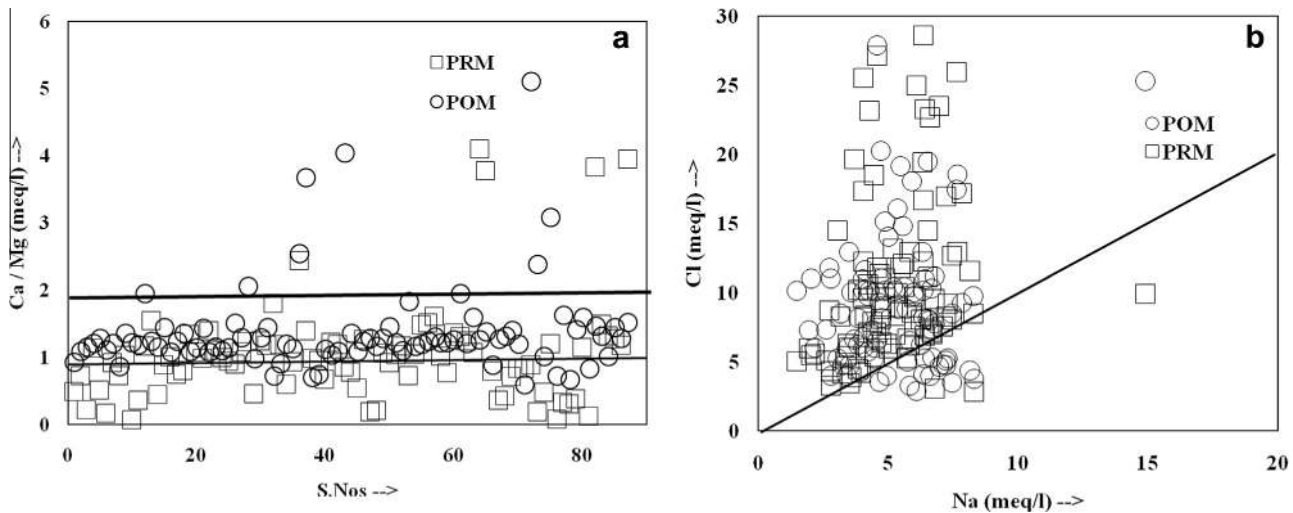 a
6
5
4
3
2
1
0
Ca / Mg (meq/l) -->
PRM
POM
0 20 40 60 80
S.Nos -->
b
30
25
20
15
10
5
0
Cl (meq/l) -->
POM
PRM
0 5 10 15 20
Na (meq/l) -->